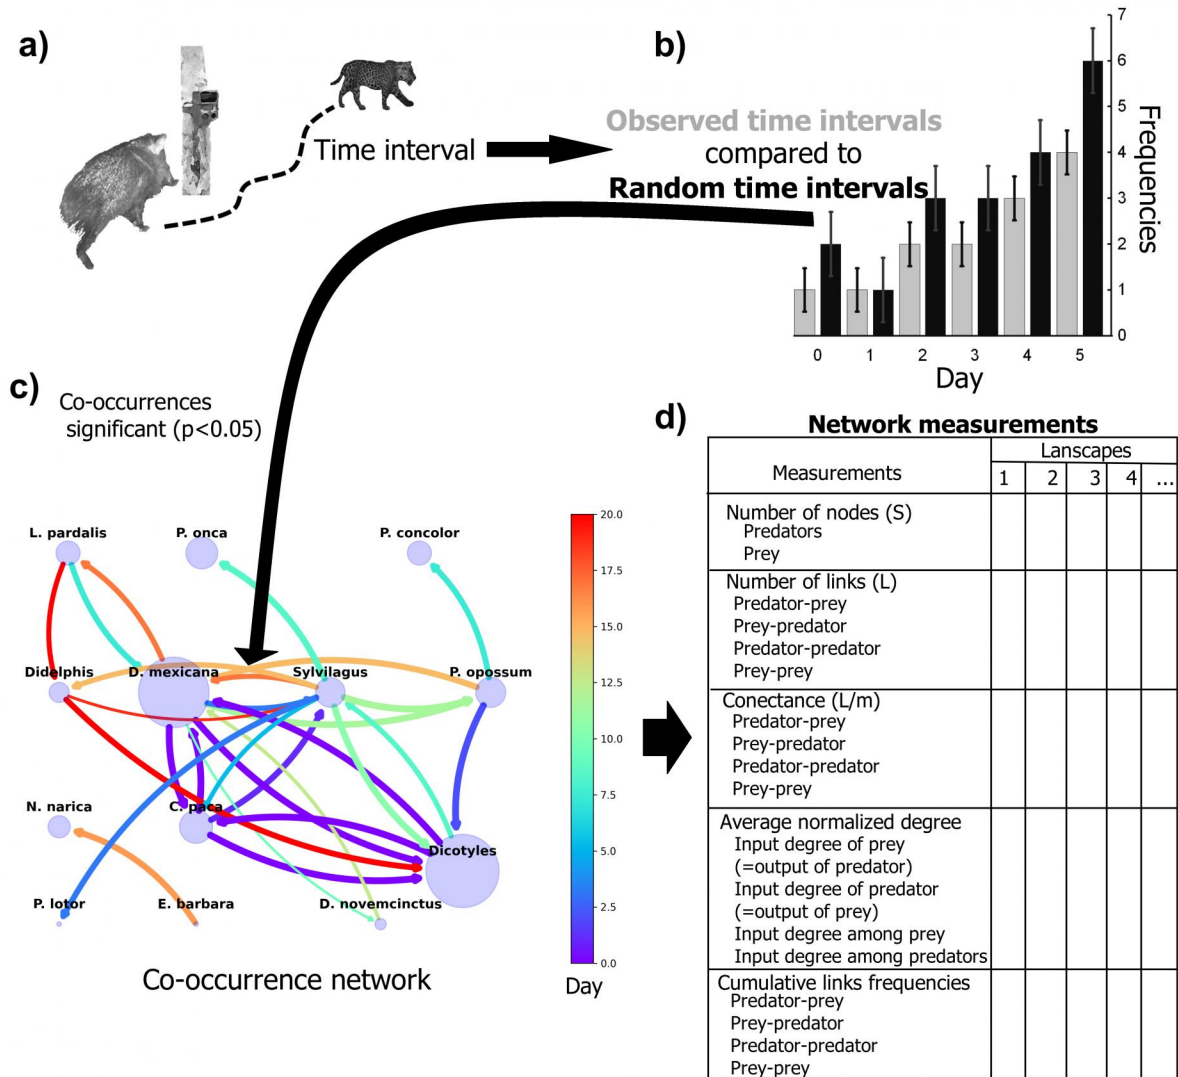 a)
Time interval
b)
Observed time intervals
compared to
Random time intervals
7
6
5
4
3
2
1
0
Frequencies
0 1 2 3 4 5
Day
c)
Co-occurrences
significant (p<0.05)
L. pardalis
P. onca
P. concolor
Didelphis
D. mexicana
Sylvilagus
P. opossum
N. narica
C. paca
Dicotyles
P. lotor
E. barbara
D. novemcinctus
20.0
17.5
15.0
12.5
10.0
7.5
5.0
2.5
0.0
Day
Co-occurrence network
d)
Network measurements
Measurements
Lanscapes
1 2 3 4 ...
Number of nodes (S)
Predators
Prey
Number of links (L)
Predator-prey
Prey-predator
Predator-predator
Prey-prey
Conectance (L/m)
Predator-prey
Prey-predator
Predator-predator
Prey-prey
Average normalized degree
Input degree of prey
(=output of predator)
Input degree of predator
(=output of prey)
Input degree among prey
Input degree among predators
Cumulative links frequencies
Predator-prey
Prey-predator
Predator-predator
Prey-prey